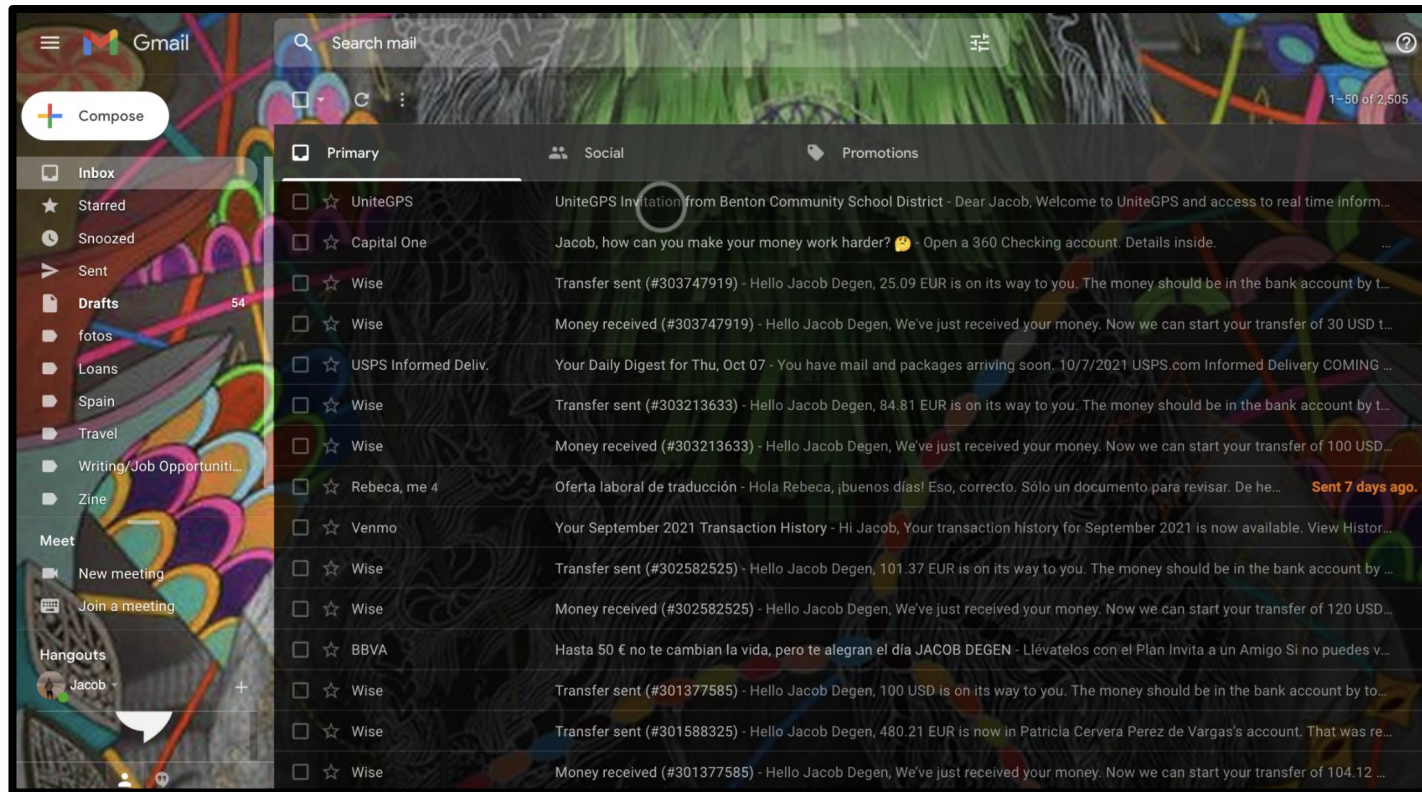 Gmail
Search mail
Compose
1–50 of 2,505
Primary
Social
Promotions
Inbox
Starred
Snoozed
Sent
Drafts 54
fotos
Loans
Spain
Travel
Writing/Job Opportuniti...
Zine
Meet
New meeting
Join a meeting
Hangouts
Jacob
UniteGPS UniteGPS Invitation from Benton Community School District - Dear Jacob, Welcome to UniteGPS and access to real time inform...
Capital One Jacob, how can you make your money work harder? 🤔 - Open a 360 Checking account. Details inside. ...
Wise Transfer sent (#303747919) - Hello Jacob Degen, 25.09 EUR is on its way to you. The money should be in the bank account by t...
Wise Money received (#303747919) - Hello Jacob Degen, We've just received your money. Now we can start your transfer of 30 USD t...
USPS Informed Deliv. Your Daily Digest for Thu, Oct 07 - You have mail and packages arriving soon. 10/7/2021 USPS.com Informed Delivery COMING ...
Wise Transfer sent (#303213633) - Hello Jacob Degen, 84.81 EUR is on its way to you. The money should be in the bank account by t...
Wise Money received (#303213633) - Hello Jacob Degen, We've just received your money. Now we can start your transfer of 100 USD...
Rebeca, me 4 Oferta laboral de traducción - Hola Rebeca, ¡buenos días! Eso, correcto. Sólo un documento para revisar. De he... Sent 7 days ago.
Venmo Your September 2021 Transaction History - Hi Jacob, Your transaction history for September 2021 is now available. View Histor...
Wise Transfer sent (#302582525) - Hello Jacob Degen, 101.37 EUR is on its way to you. The money should be in the bank account by ...
Wise Money received (#302582525) - Hello Jacob Degen, We've just received your money. Now we can start your transfer of 120 USD...
BBVA Hasta 50 € no te cambian la vida, pero te alegran el día JACOB DEGEN - Llévatelos con el Plan Invita a un Amigo Si no puedes v...
Wise Transfer sent (#301377585) - Hello Jacob Degen, 100 USD is on its way to you. The money should be in the bank account by to...
Wise Transfer sent (#301588325) - Hello Jacob Degen, 480.21 EUR is now in Patricia Cervera Perez de Vargas's account. That was re...
Wise Money received (#301377585) - Hello Jacob Degen, We've just received your money. Now we can start your transfer of 104.12 ...